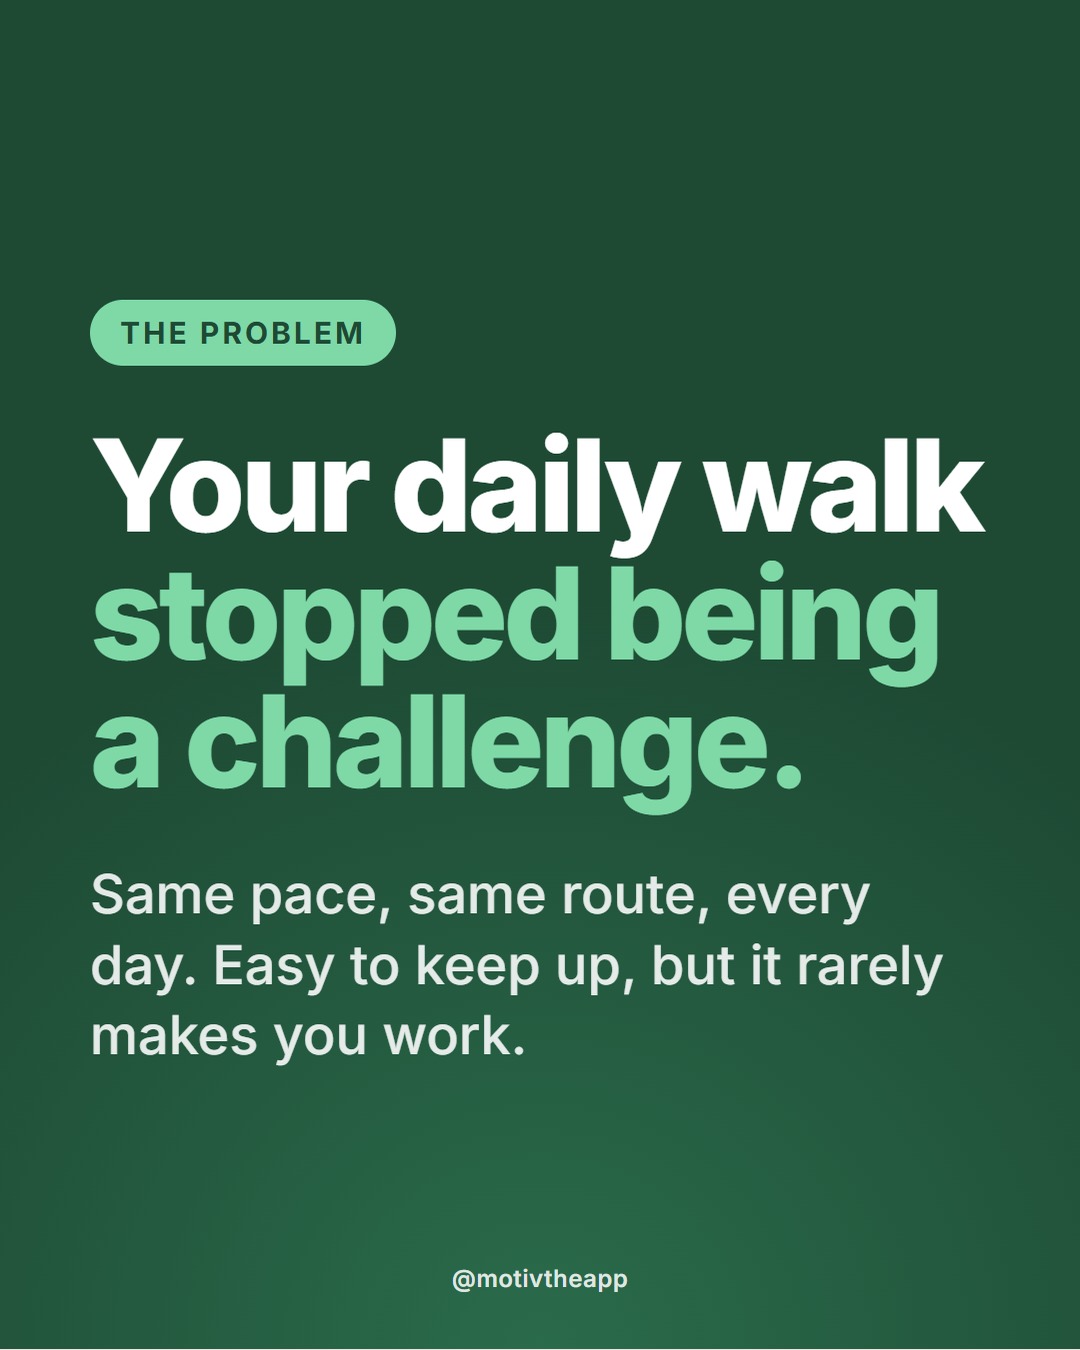 THE PROBLEM
Your daily walk
stopped being
a challenge.
Same pace, same route, every
day. Easy to keep up, but it rarely
makes you work.
@motivtheapp